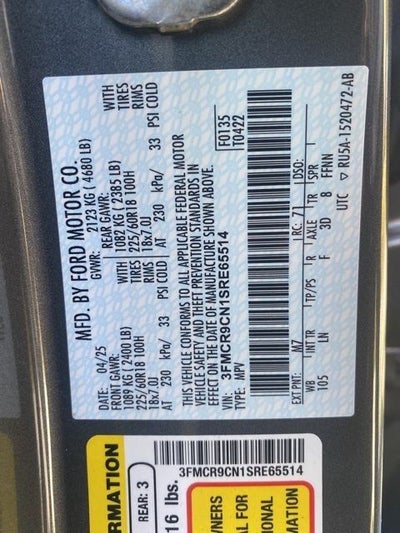 MFD. BY FORD MOTOR CO.
DATE: 04/25
GVWR: 2123 KG ( 4680 LB)
FRONT GAWR:
REAR GAWR:
1089 KG ( 2400 LB)
1082 KG ( 2385 LB)
WITH
225/60R18 100H
TIRES
225/60R18 100H
TIRES
18x7.0J
RIMS
18x7.0J
RIMS
AT 230 kPa/ 33 PSI COLD
AT 230 kPa/ 33 PSI COLD
THIS VEHICLE CONFORMS TO ALL APPLICABLE FEDERAL MOTOR
VEHICLE SAFETY AND THEFT PREVENTION STANDARDS IN
EFFECT ON THE DATE OF MANUFACTURE SHOWN ABOVE.
VIN: 3FMCR9CN1SRE65514
TYPE: MPV
F0135
T0422
EXT PNT: M7
RC: 71
DSO:
WB
INT TR
TP/PS
R
AXLE
TR
SPR
105
LN
F
3D
8
FFNN
UTC ▽ RU5A-1520472-AB
RMATION
REAR: 3
3FMCR9CN1SRE65514
16 lbs.
NERS
AL FOR
IONAL
MATION